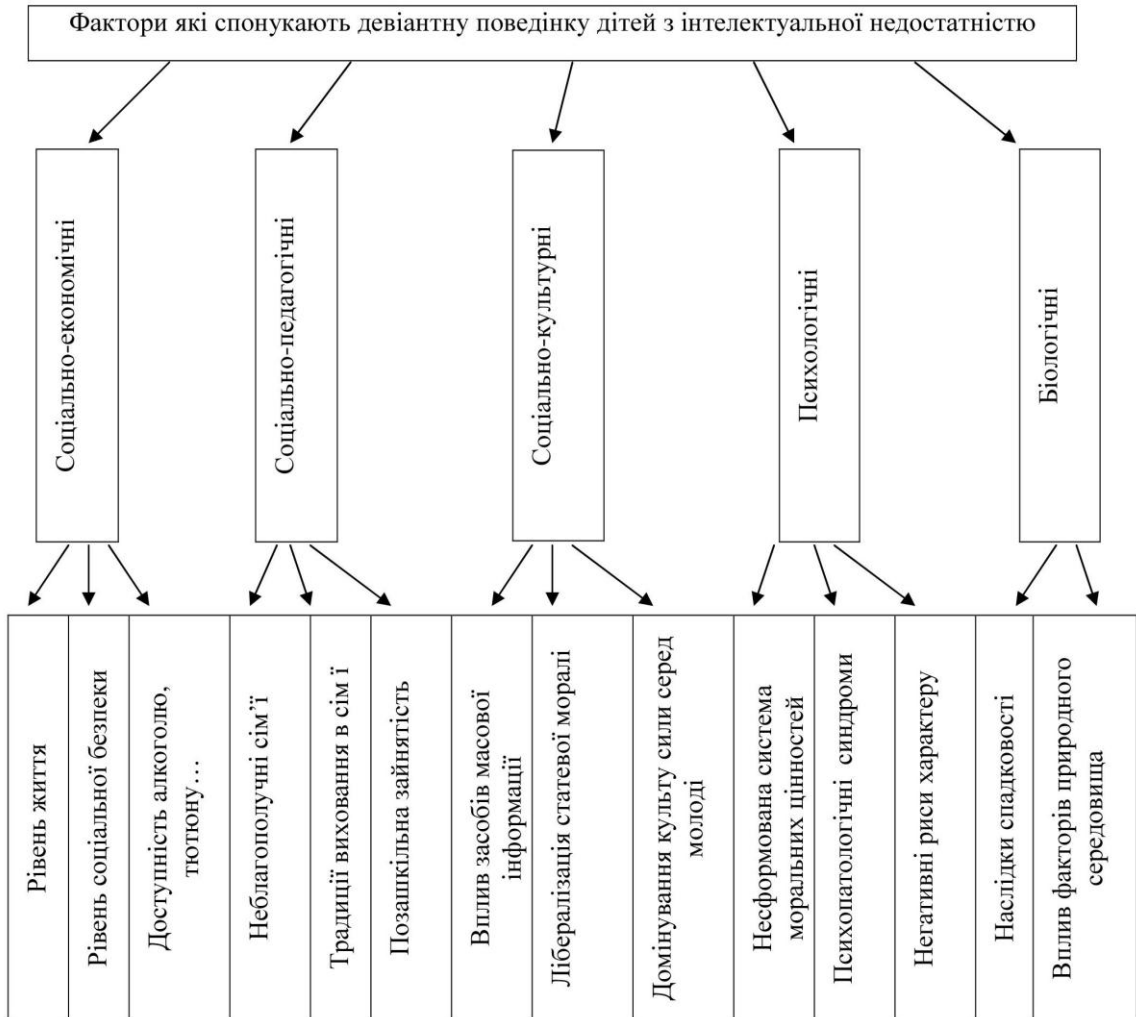 Фактори які спонукають девіантну поведінку дітей з інтелектуальної недостатністю
Соціально-економічні
Соціально-педагогічні
Соціально-культурні
Психологічні
Біологічні
Рівень життя
Рівень соціальної безпеки
Доступність алкоголю,
тютюну…
Неблагополучні сім”ї
Традиції виховання в сім ї
Позашкільна зайнятість
Вплив засобів масової
інформації
Лібералізація статевої моралі
Домінування культу сили серед
молоді
Несформована система
моральних цінностей
Психопатологічні синдроми
Негативні риси характеру
Наслідки спадковості
Вплив факторів природного
середовища